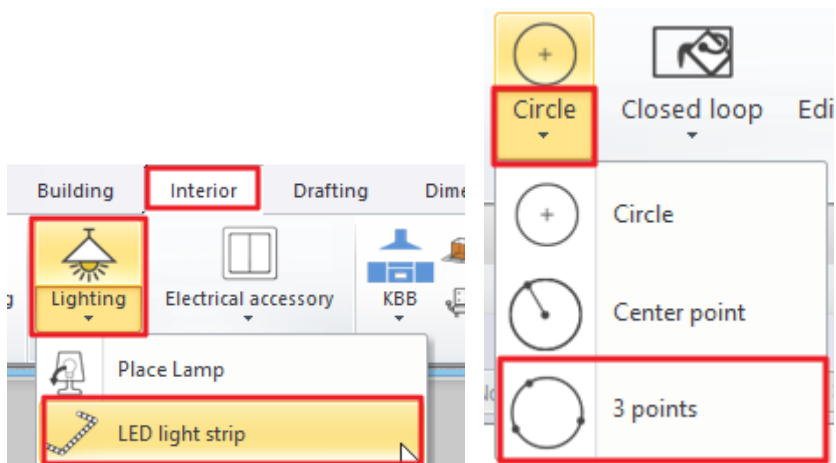 Building Interior Drafting Dime
Lighting Electrical accessory KBB
Place Lamp
LED light strip
Circle Closed loop Edi
Circle
Center point
3 points